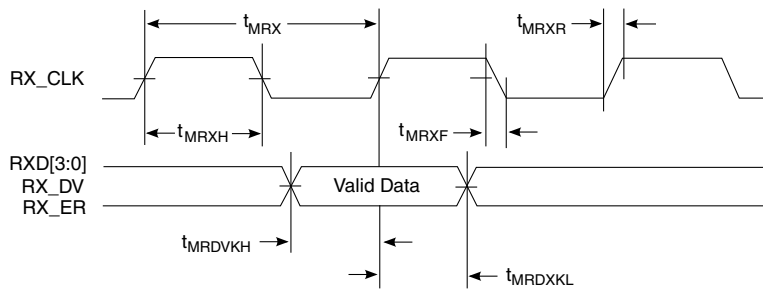 tMRX
tMRXR
RX_CLK
tMRXH
tMRXF
RXD[3:0]
RX_DV
RX_ER
Valid Data
tMRDVKH
tMRDXKL